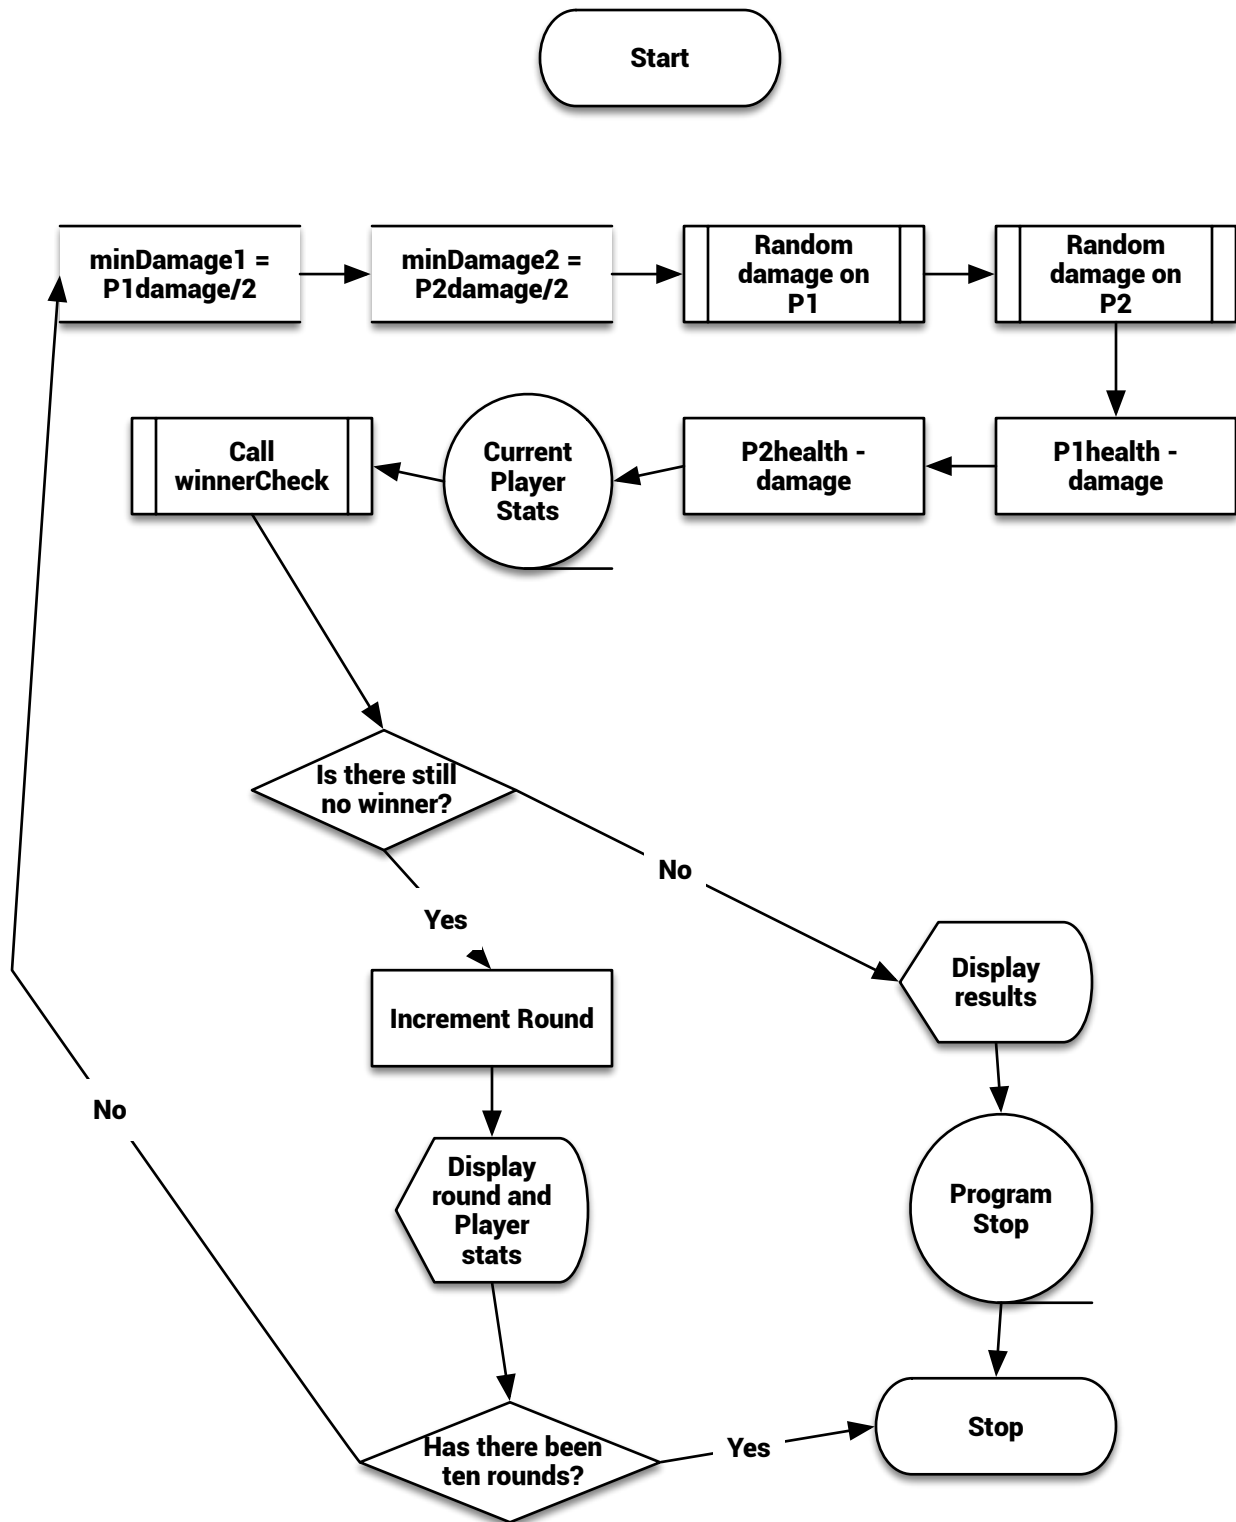 Start
minDamage1 =
P1damage/2
minDamage2 =
P2damage/2
Random
damage on
P1
Random
damage on
P2
Call
winnerCheck
Current
Player
Stats
P2health -
damage
P1health -
damage
Is there still
no winner?
No
Yes
Display
results
Increment Round
No
Display
round and
Player
stats
Program
Stop
Has there been
ten rounds?
Yes
Stop